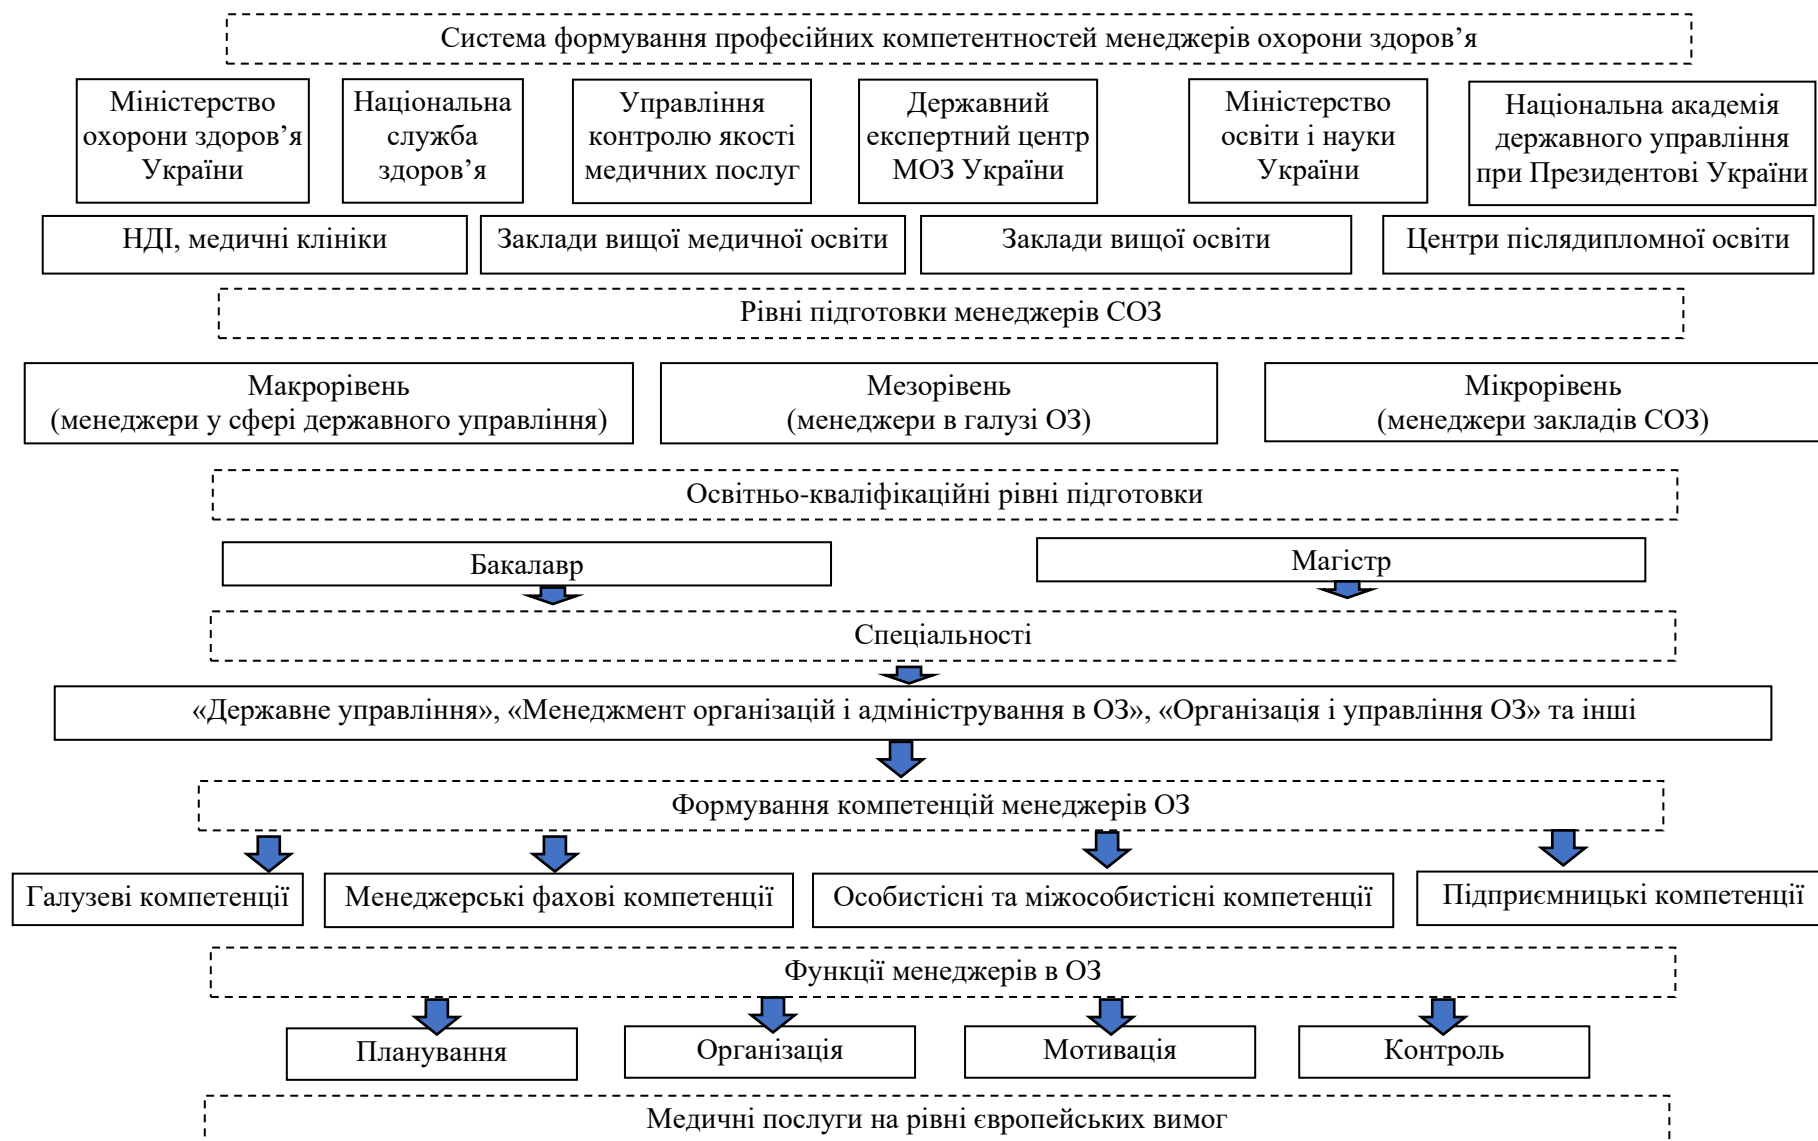 Система формування професійних компетентностей менеджерів охорони здоров’я
Міністерство
охорони здоров’я
України
Національна
служба
здоров’я
Управління
контролю якості
медичних послуг
Державний
експертний центр
МОЗ України
Міністерство
освіти і науки
України
Національна академія
державного управління
при Президентові України
НДІ, медичні клініки
Заклади вищої медичної освіти
Заклади вищої освіти
Центри післядипломної освіти
Рівні підготовки менеджерів СОЗ
Макрорівень
(менеджери у сфері державного управління)
Мезорівень
(менеджери в галузі ОЗ)
Мікрорівень
(менеджери закладів СОЗ)
Освітньо-кваліфікаційні рівні підготовки
Бакалавр
Магістр
Спеціальності
«Державне управління», «Менеджмент організацій і адміністрування в ОЗ», «Організація і управління ОЗ» та інші
Формування компетенцій менеджерів ОЗ
Галузеві компетенції
Менеджерські фахові компетенції
Особистісні та міжособистісні компетенції
Підприємницькі компетенції
Функції менеджерів в ОЗ
Планування
Організація
Мотивація
Контроль
Медичні послуги на рівні європейських вимог